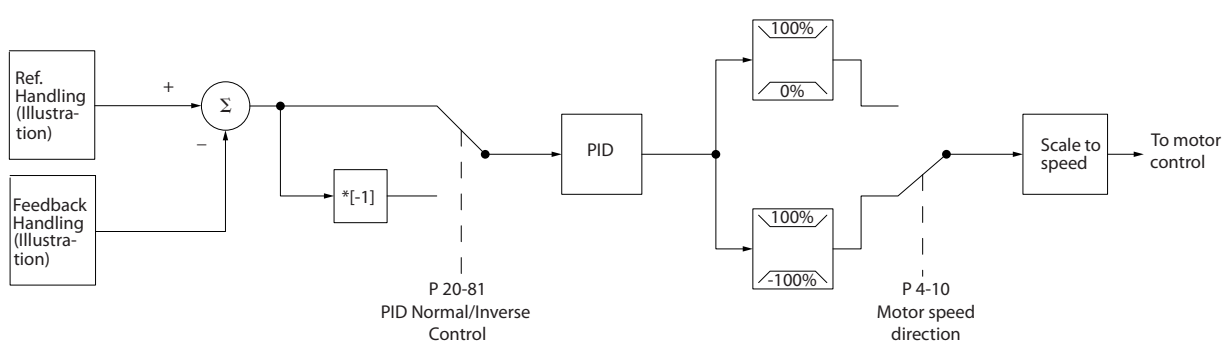 Ref.
Handling
(Illustra-
tion)
+
Σ
−
Feedback
Handling
(Illustra-
tion)
*[-1]
P 20-81
PID Normal/Inverse
Control
PID
100%
0%
100%
-100%
P 4-10
Motor speed
direction
Scale to
speed
To motor
control